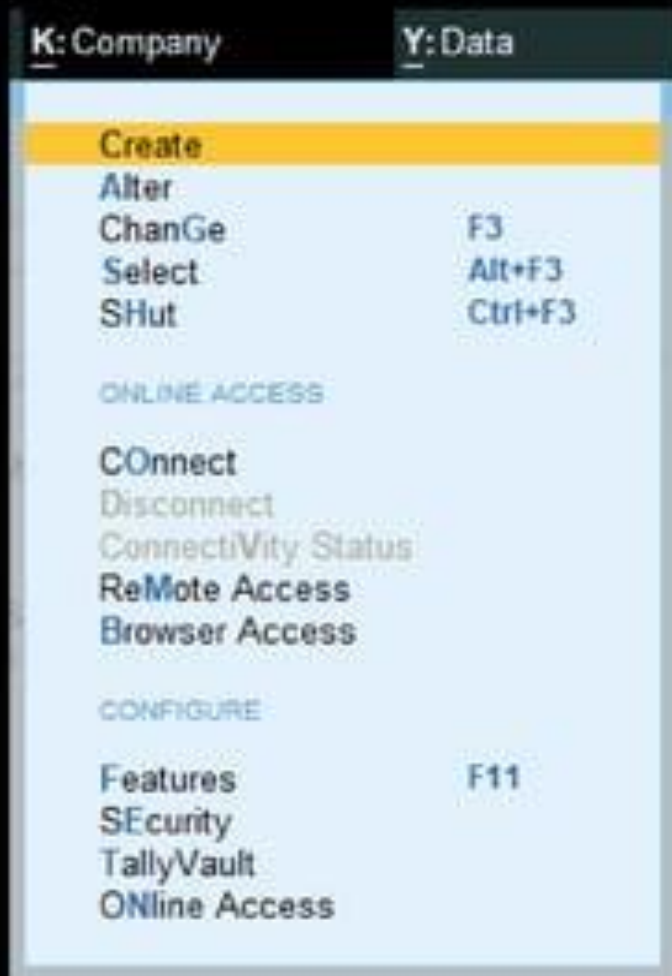 K: Company Y: Data
Create
Alter
ChanGe F3
Select Alt+F3
SHut Ctrl+F3
ONLINE ACCESS
COnnect
Disconnect
ConnectiVity Status
ReMote Access
Browser Access
CONFIGURE
Features F11
SEcurity
TallyVault
ONline Access